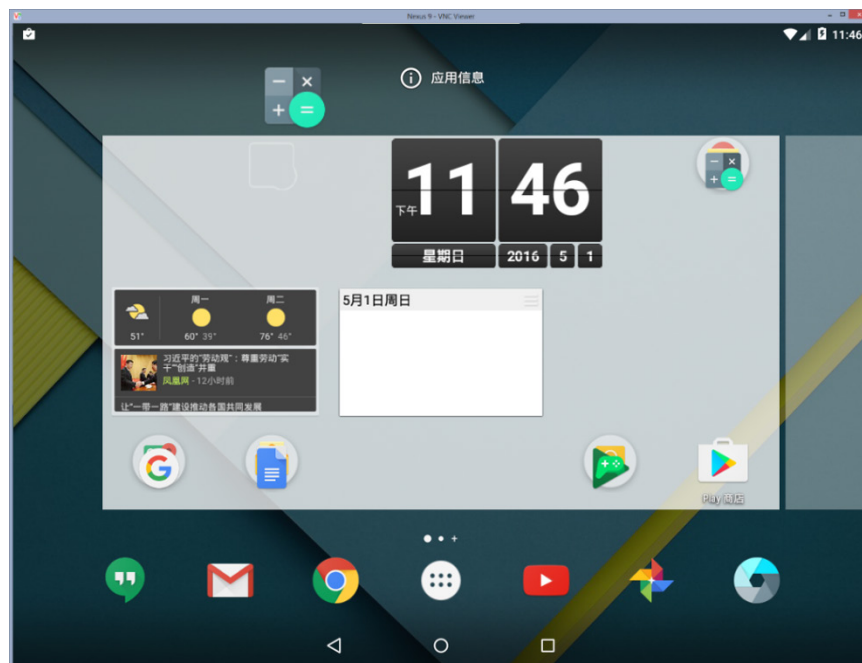 Nexus 9 - VNC Viewer
11:46
应用信息
下午 11 46
星期日 2016 5 1
周一 周二
51° 60° 39° 76° 46°
习近平的"劳动观"：尊重劳动"实
干"创造"并重
凤凰网 - 12小时前
让"一带一路"建设推动各国共同发展
5月1日周日
Play 商店